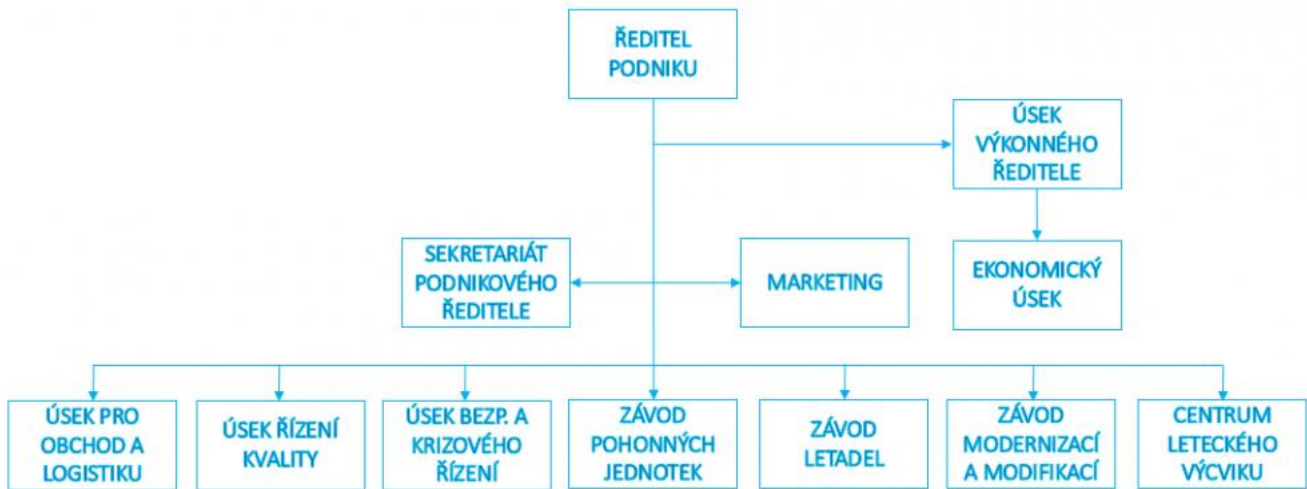 ŘEDITEL
PODNIKU
ÚSEK
VÝKONNÉHO
ŘEDITELE
SEKRETARIÁT
PODNIKOVÉHO
ŘEDITELE
MARKETING
EKONOMICKÝ
ÚSEK
ÚSEK PRO
OBCHOD A
LOGISTIKU
ÚSEK ŘÍZENÍ
KVALITY
ÚSEK BEZP. A
KRIZOVÉHO
ŘÍZENÍ
ZÁVOD
POHONNÝCH
JEDNOTEK
ZÁVOD
LETADEL
ZÁVOD
MODERNIZACÍ
A MODIFIKACÍ
CENTRUM
LETECKÉHO
VÝCVIKU